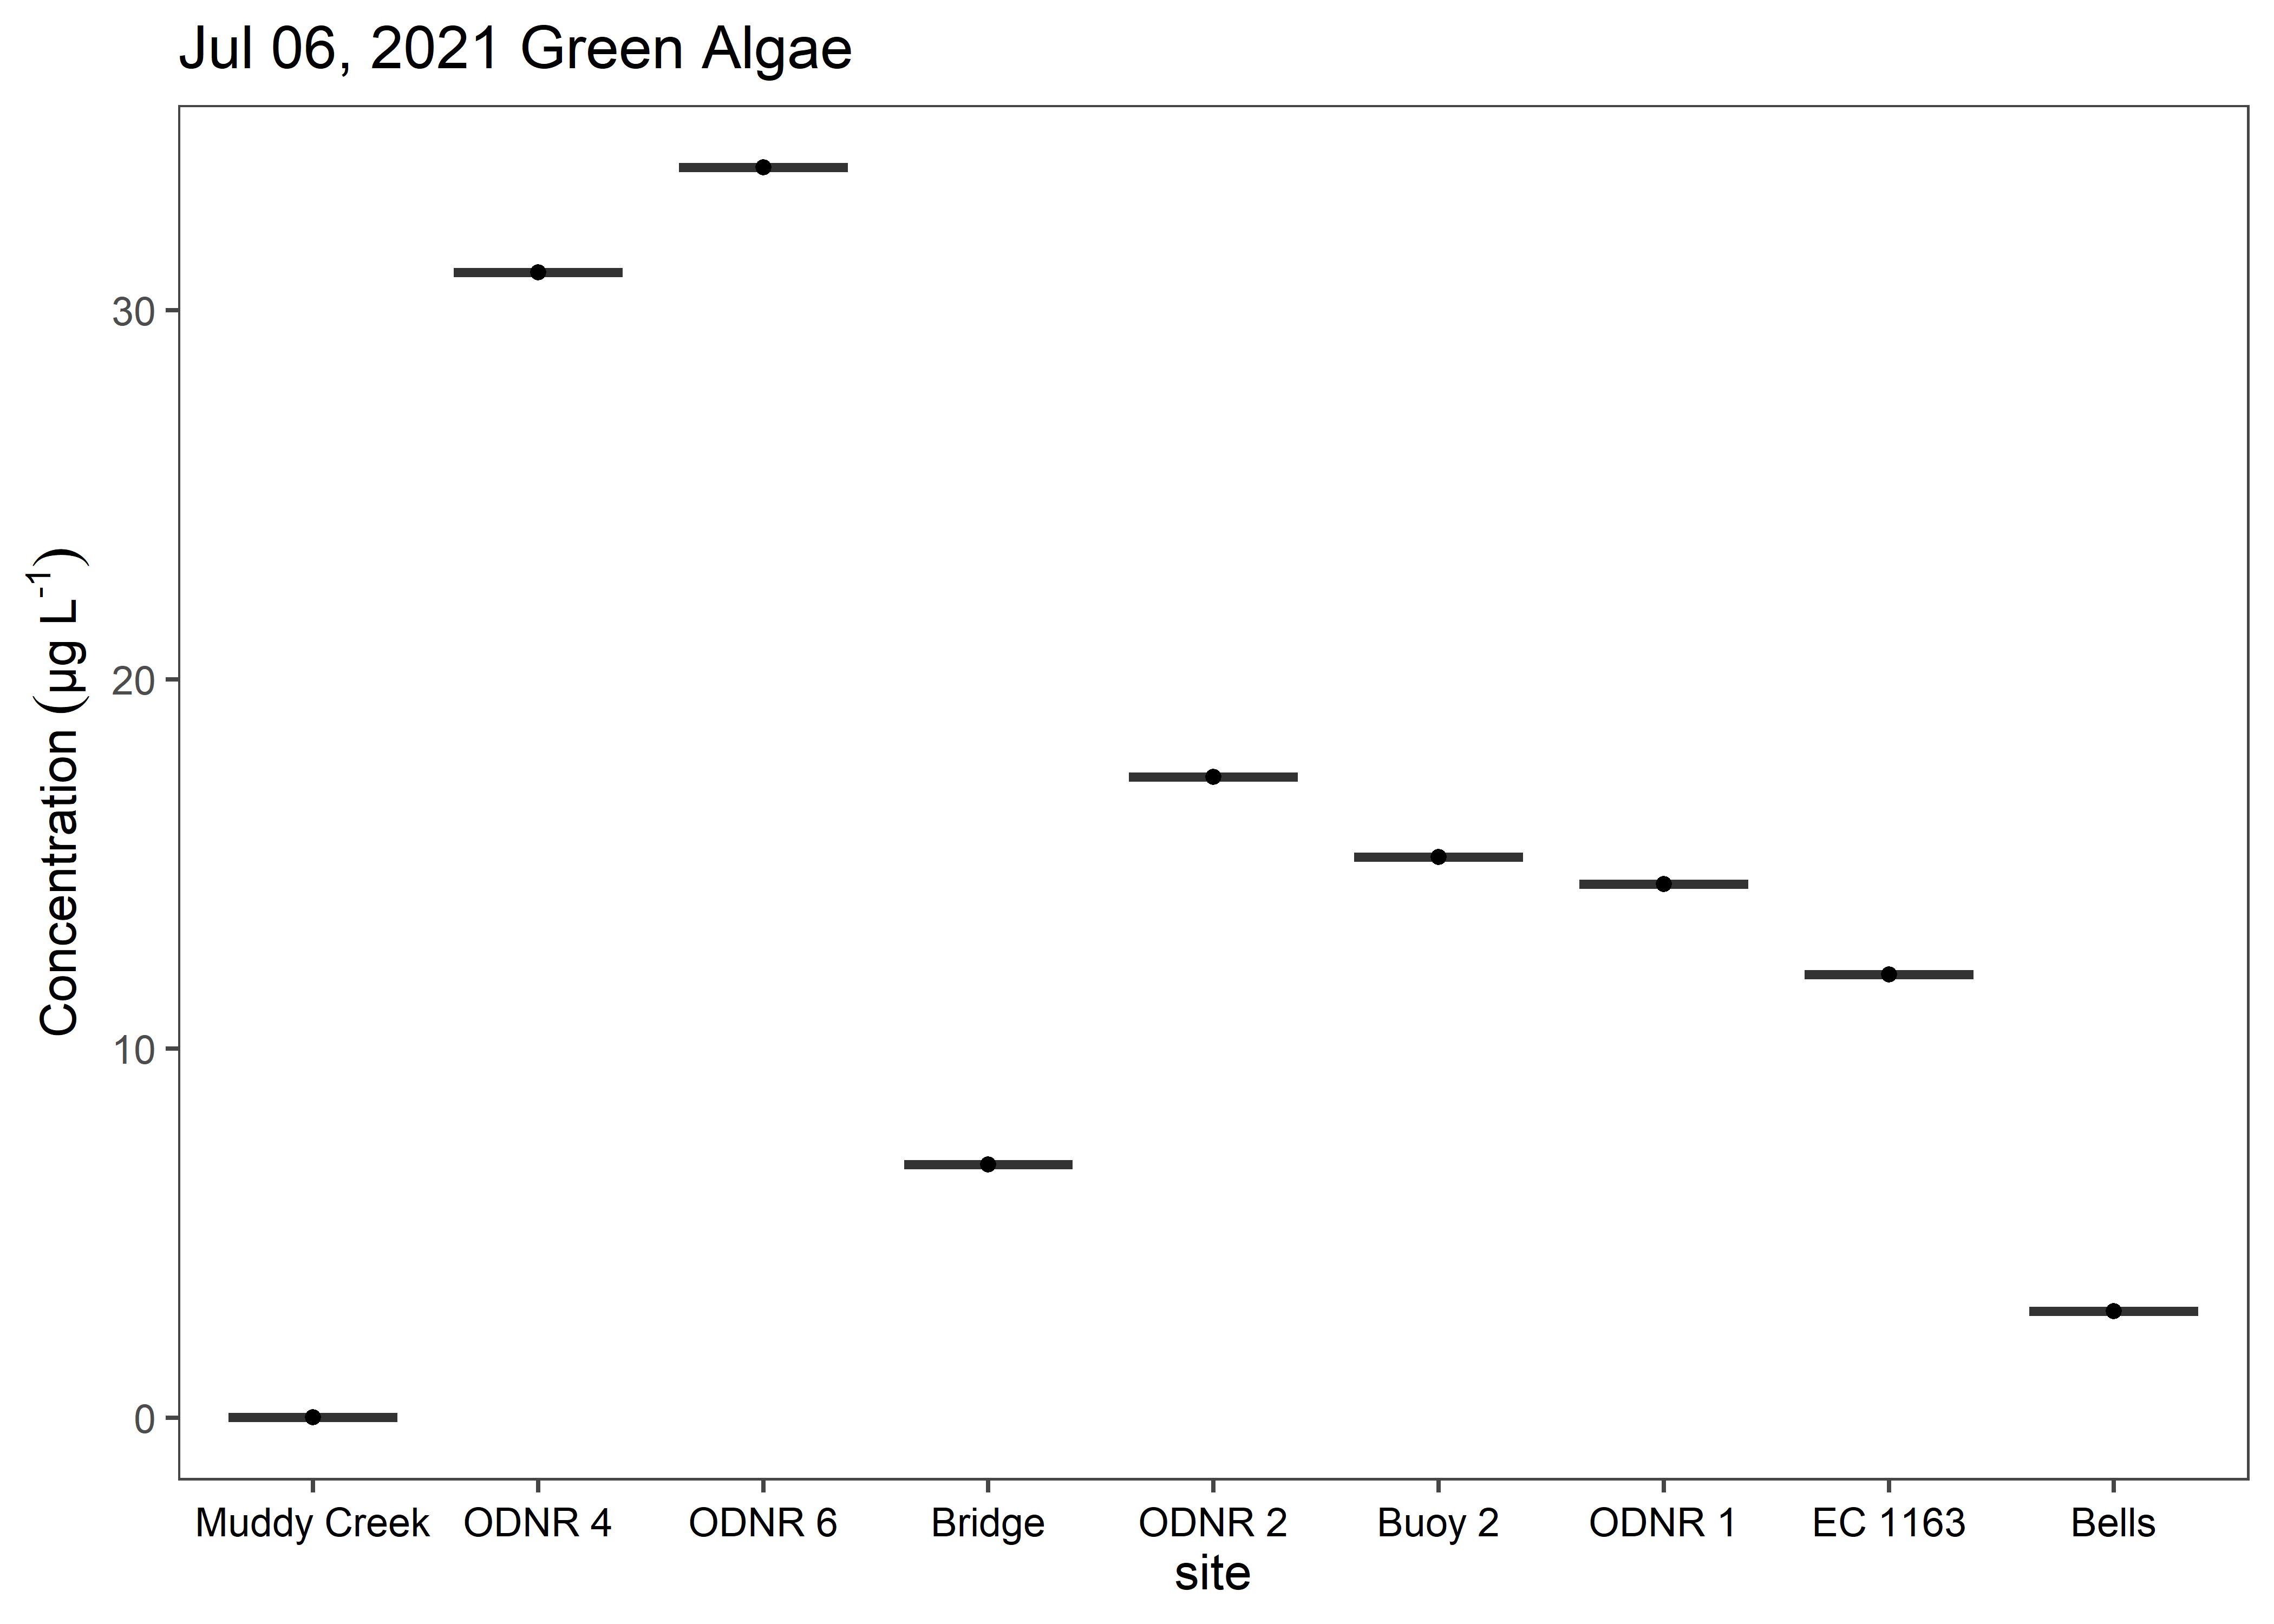 Jul 06, 2021 Green Algae
Concentration (µg L⁻¹)
30
20
10
0
Muddy Creek ODNR 4 ODNR 6 Bridge ODNR 2 Buoy 2 ODNR 1 EC 1163 Bells
site